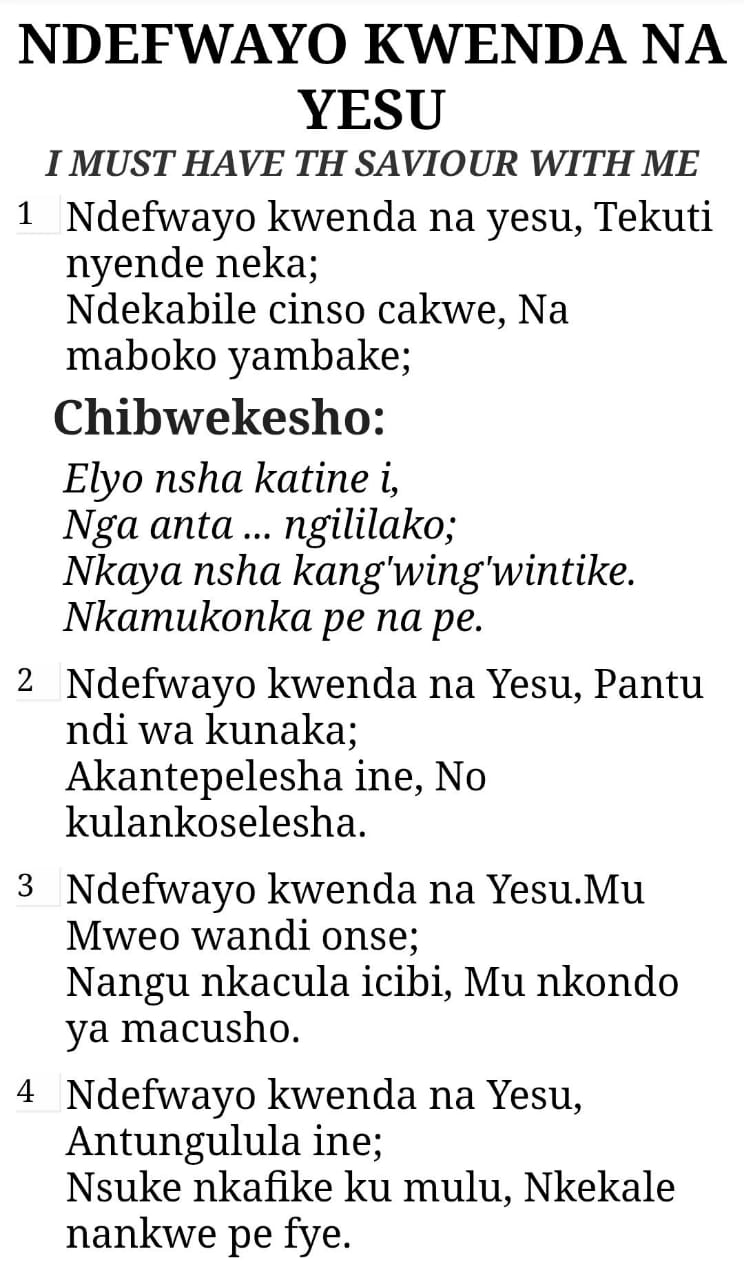 NDEFWAYO KWENDA NA
YESU
I MUST HAVE TH SAVIOUR WITH ME
1 Ndefwayo kwenda na yesu, Tekuti
nyende neka;
Ndekabile cinso cakwe, Na
maboko yambake;
Chibwekesho:
Elyo nsha katine i,
Nga anta ... ngililako;
Nkaya nsha kang'wing'wintike.
Nkamukonka pe na pe.
2 Ndefwayo kwenda na Yesu, Pantu
ndi wa kunaka;
Akantepelesha ine, No
kulankoselesha.
3 Ndefwayo kwenda na Yesu.Mu
Mweo wandi onse;
Nangu nkacula icibi, Mu nkondo
ya macusho.
4 Ndefwayo kwenda na Yesu,
Antungulula ine;
Nsuke nkafike ku mulu, Nkekale
nankwe pe fye.